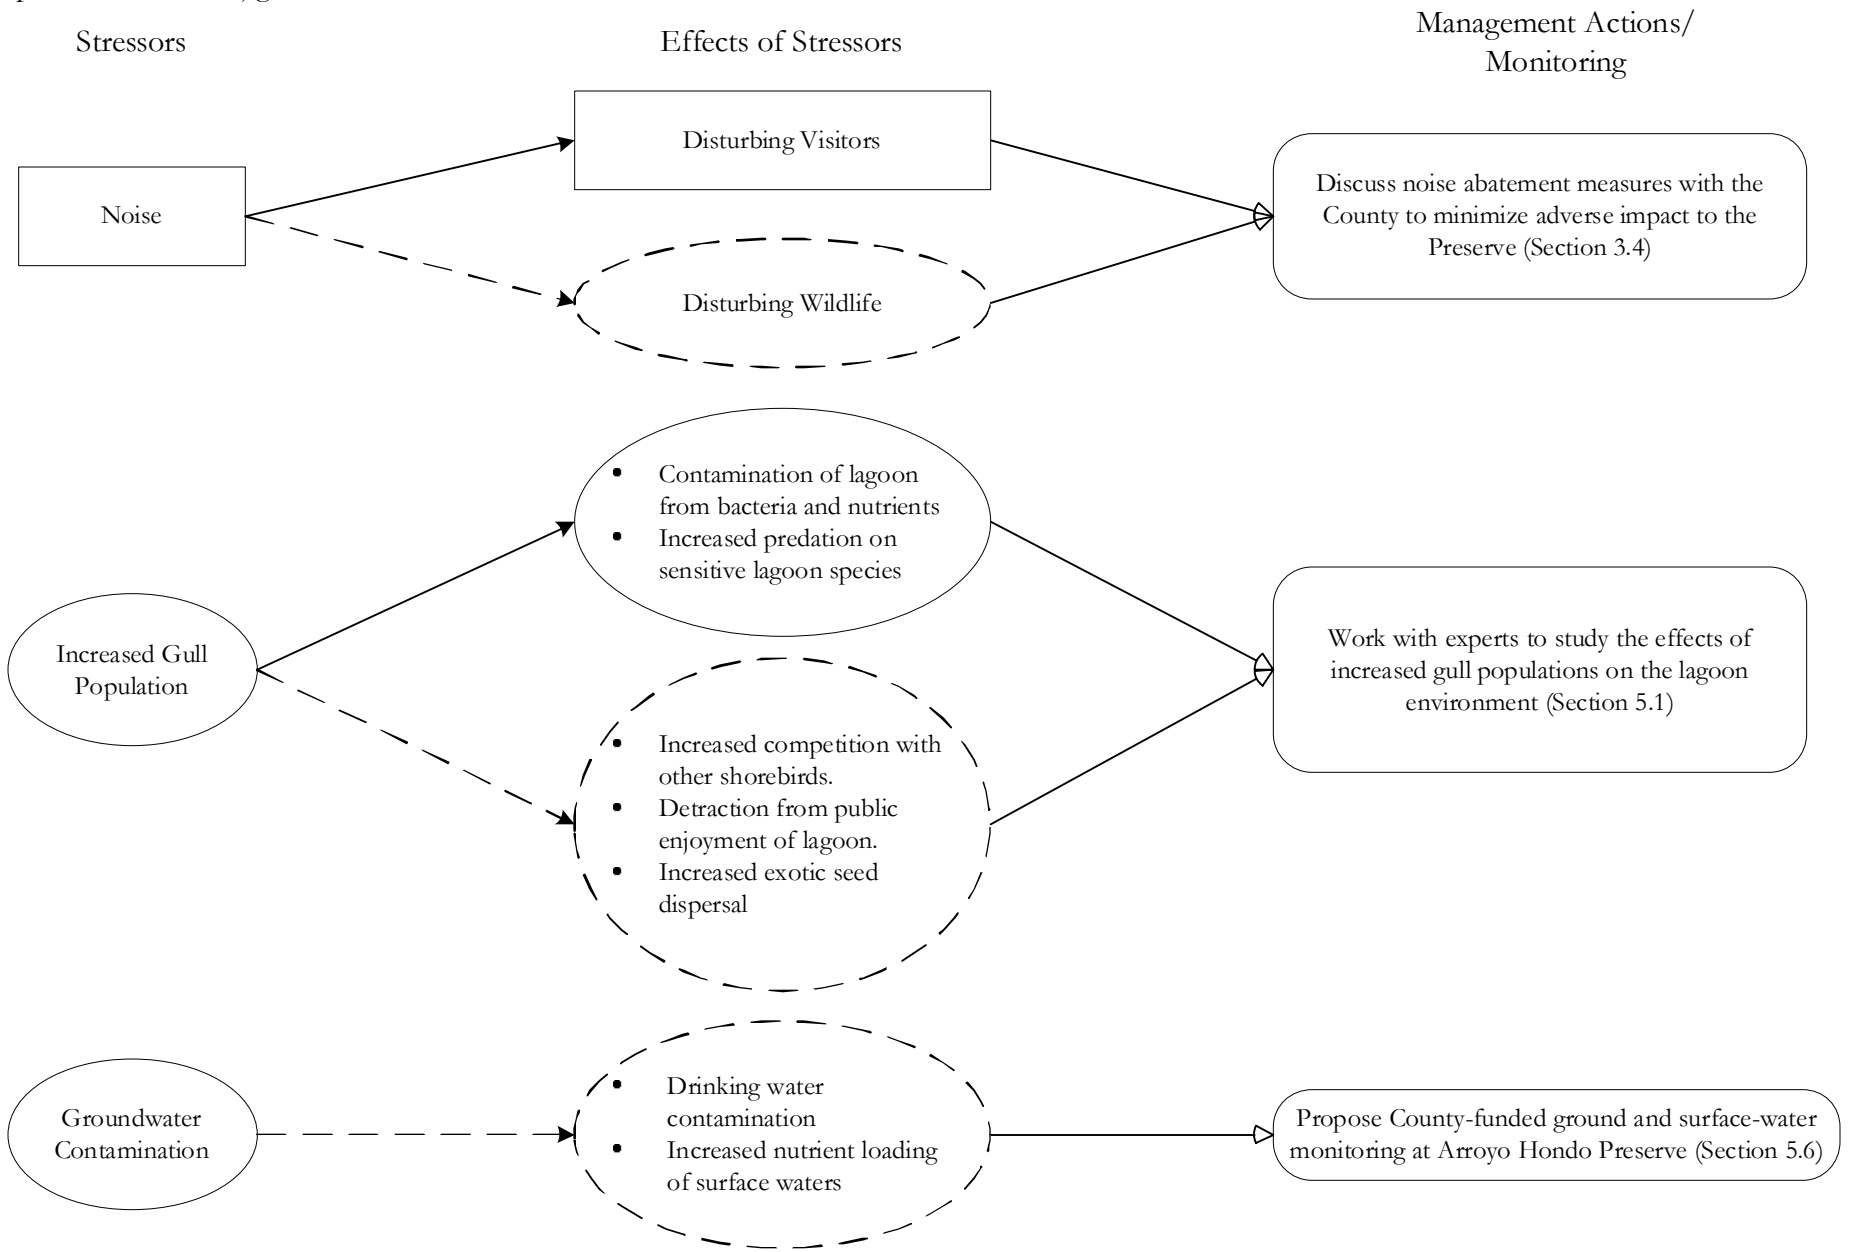 Stressors
Effects of Stressors
Management Actions/
Monitoring
Noise
Disturbing Visitors
Disturbing Wildlife
Discuss noise abatement measures with the
County to minimize adverse impact to the
Preserve (Section 3.4)
Increased Gull
Population
▪ Contamination of lagoon
from bacteria and nutrients
▪ Increased predation on
sensitive lagoon species
▪ Increased competition with
other shorebirds.
▪ Detraction from public
enjoyment of lagoon.
▪ Increased exotic seed
dispersal
Work with experts to study the effects of
increased gull populations on the lagoon
environment (Section 5.1)
Groundwater
Contamination
▪ Drinking water
contamination
▪ Increased nutrient loading
of surface waters
Propose County-funded ground and surface-water
monitoring at Arroyo Hondo Preserve (Section 5.6)